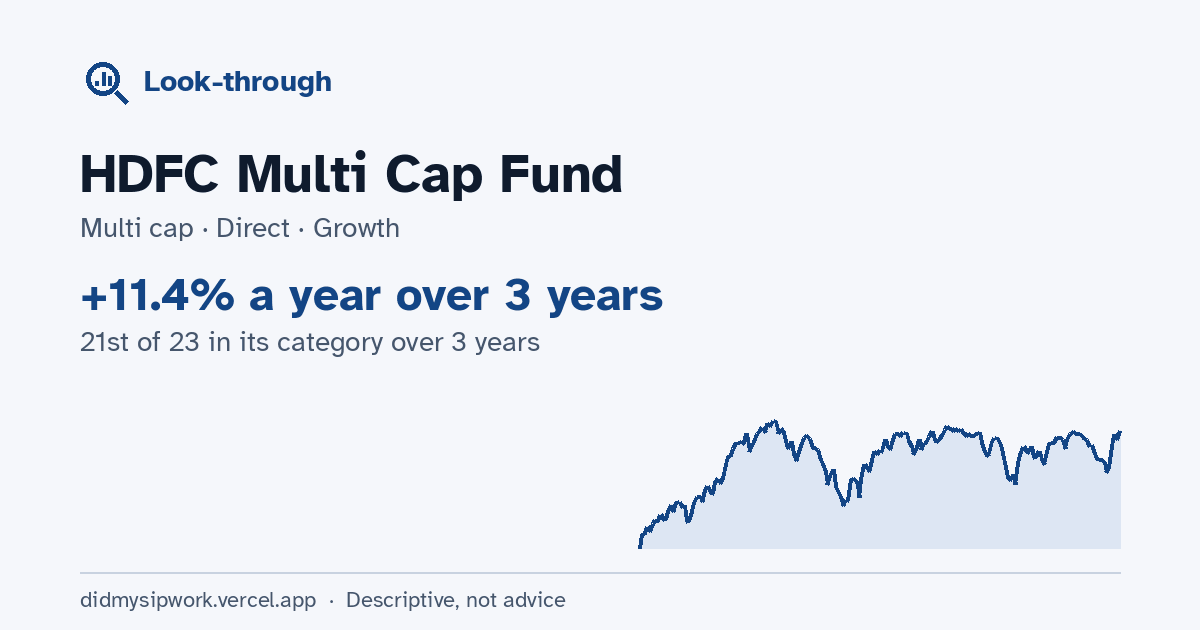 Look-through
HDFC Multi Cap Fund
Multi cap · Direct · Growth
+11.4% a year over 3 years
21st of 23 in its category over 3 years
didmysipwork.vercel.app · Descriptive, not advice